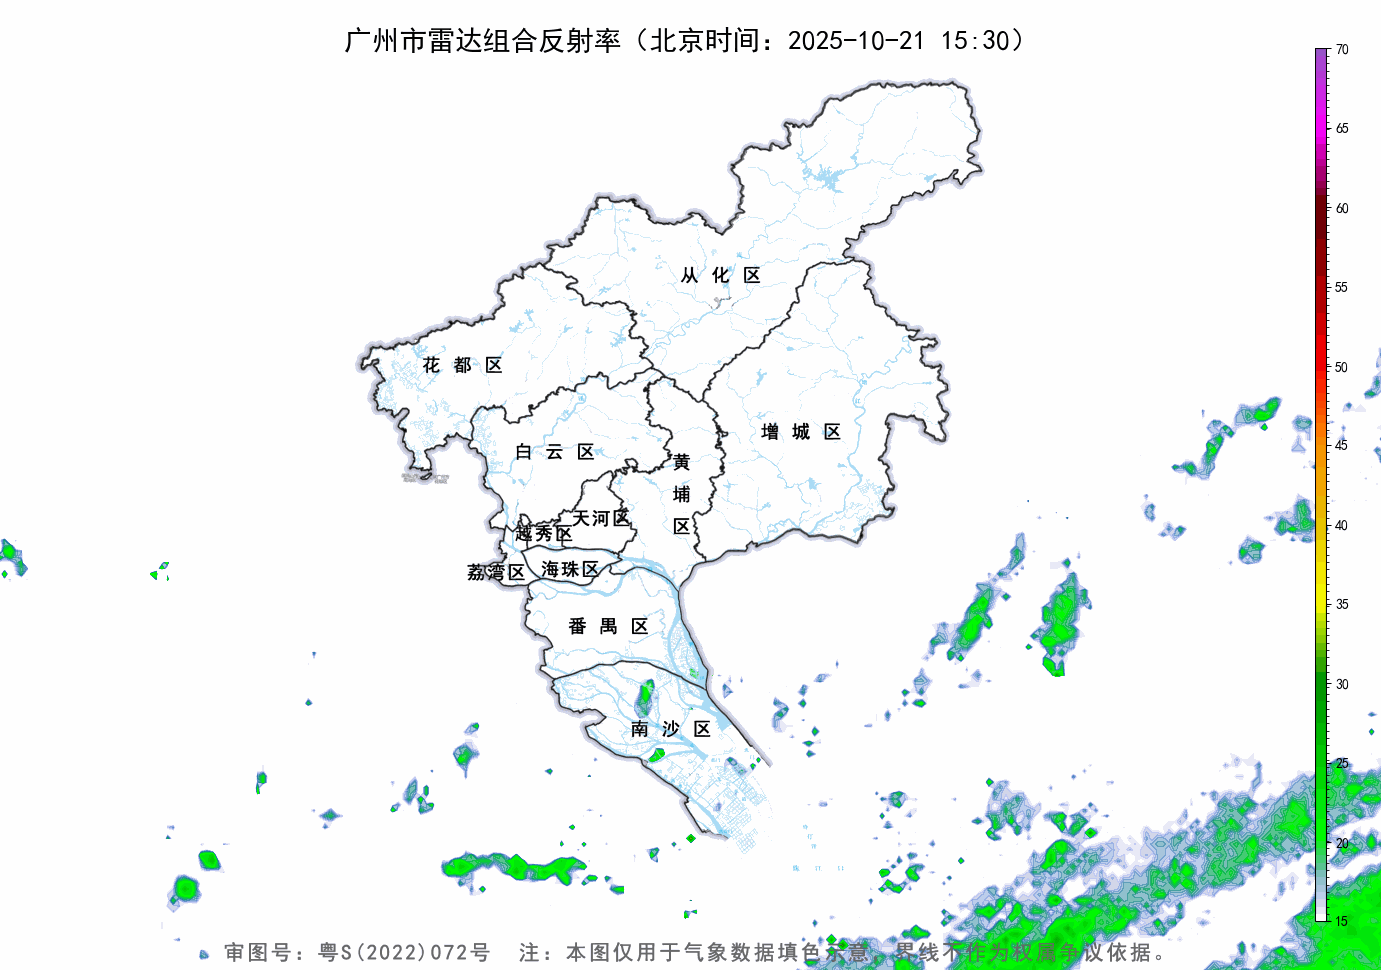 广州市雷达组合反射率（北京时间：2025-10-21 15:30）
70
65
60
55
50
45
40
35
30
25
20
15
从化区
花都区
增城区
白云区
黄埔区
天河区
越秀区
荔湾区
海珠区
番禺区
南沙区
审图号：粤S(2022)072号 注：本图仅用于气象数据填色示意，界线不作为权属争议依据。